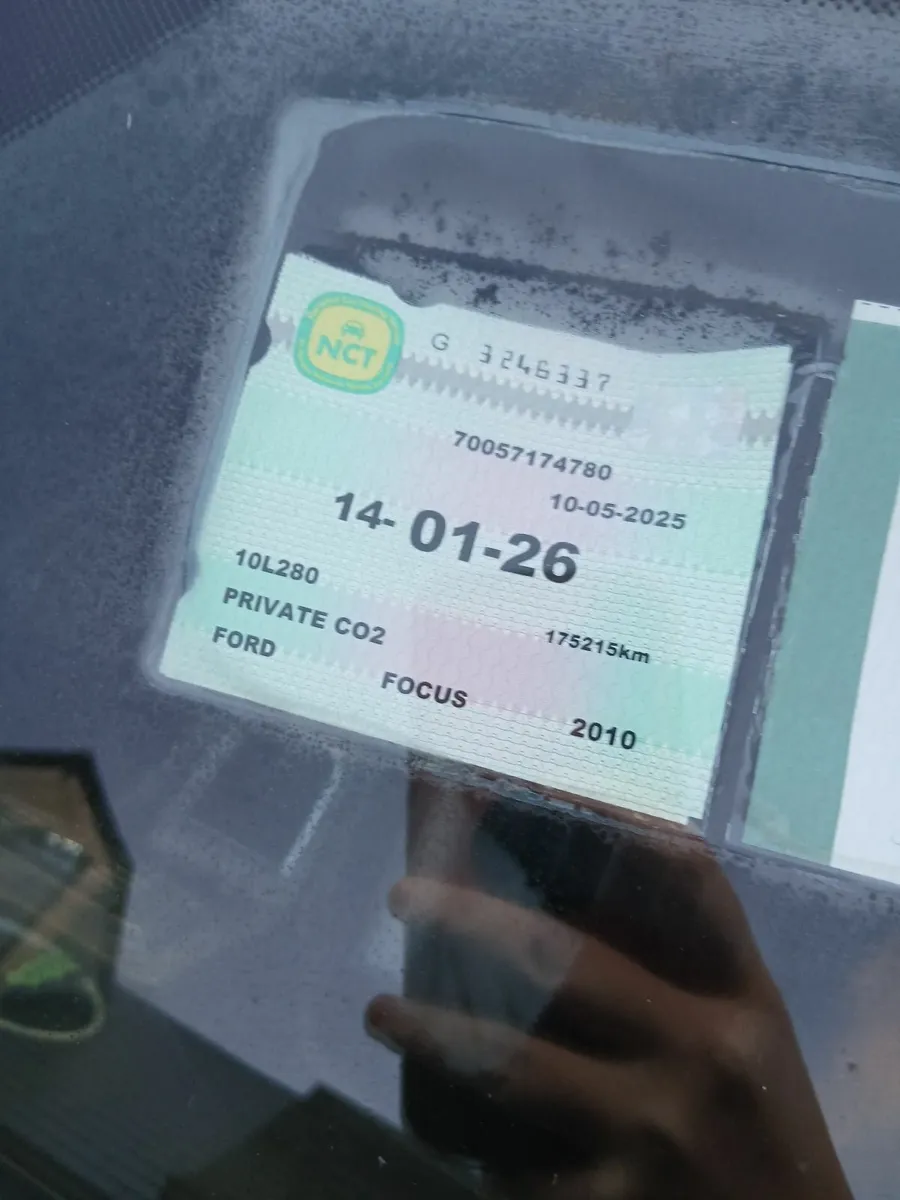 NCT
G 3246337
70057174780
10-05-2025
14-01-26
10L280
PRIVATE CO2
175215km
FORD
FOCUS
2010